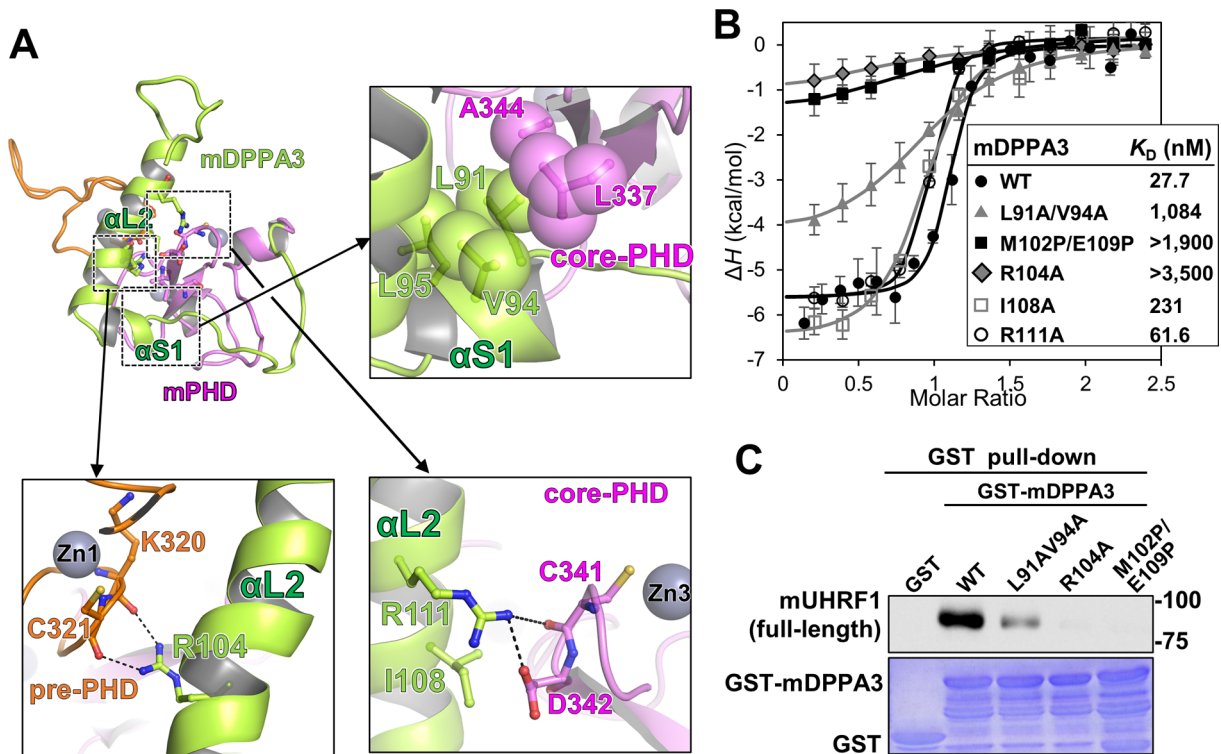 A
mDPPA3
αL2
αS1
mPHD
A344
L91
L337
core-PHD
L95
V94
αS1
Zn1
K320
αL2
C321
R104
pre-PHD
core-PHD
αL2
C341
R111
Zn3
I108
D342
B
ΔH (kcal/mol)
0
-1
-2
-3
-4
-5
-6
-7
0 0.5 1 1.5 2 2.5
Molar Ratio
mDPPA3 KD (nM)
WT 27.7
L91A/V94A 1,084
M102P/E109P >1,900
R104A >3,500
I108A 231
R111A 61.6
C
GST pull-down
GST-mDPPA3
GST
WT
L91AV94A
R104A
M102P/
E109P
mUHRF1
(full-length)
-100
-75
GST-mDPPA3
GST